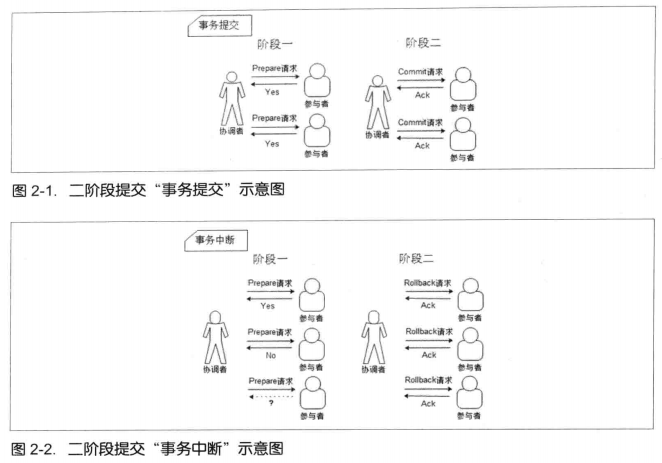 事务提交
阶段一
阶段二
Prepare请求
Yes
参与者
Prepare请求
Yes
参与者
协调者
Commit请求
Ack
参与者
Commit请求
Ack
参与者
协调者
图 2-1. 二阶段提交“事务提交”示意图
事务中断
阶段一
阶段二
Prepare请求
Yes
参与者
Prepare请求
No
参与者
协调者
Prepare请求
?
参与者
Rollback请求
Ack
参与者
Rollback请求
Ack
参与者
协调者
Rollback请求
Ack
参与者
图 2-2. 二阶段提交“事务中断”示意图